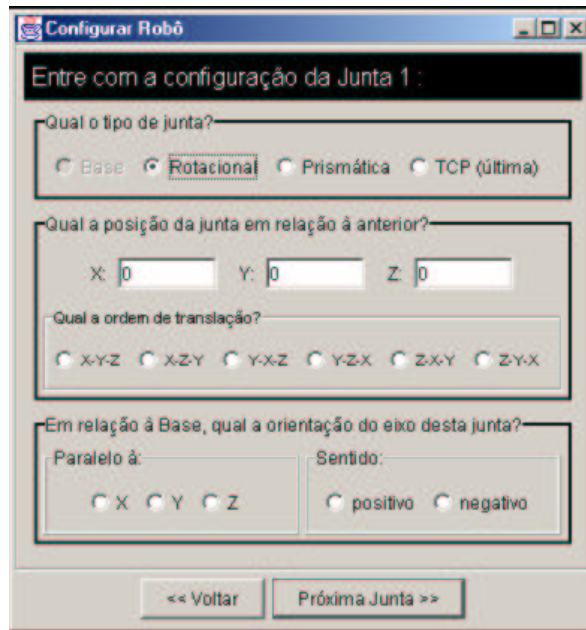 Configurar Robô
Entre com a configuração da Junta 1 :
Qual o tipo de junta?
Base Rotacional Prismática TCP (última)
Qual a posição da junta em relação à anterior?
X: 0 Y: 0 Z: 0
Qual a ordem de translação?
X-Y-Z X-Z-Y Y-X-Z Y-Z-X Z-X-Y Z-Y-X
Em relação à Base, qual a orientação do eixo desta junta?
Paralelo à: Sentido:
X Y Z positivo negativo
<< Voltar Próxima Junta >>